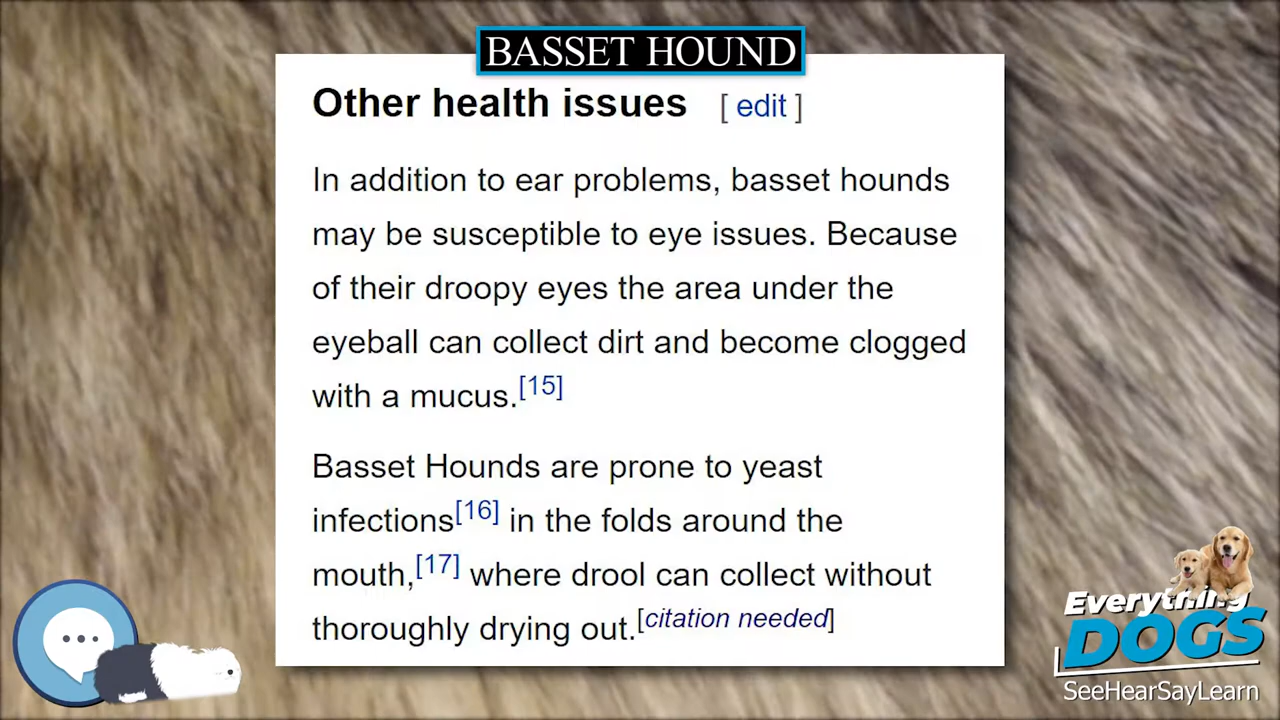 BASSET HOUND
Other health issues [ edit ]
In addition to ear problems, basset hounds
may be susceptible to eye issues. Because
of their droopy eyes the area under the
eyeball can collect dirt and become clogged
with a mucus.[15]
Basset Hounds are prone to yeast
infections[16] in the folds around the
mouth,[17] where drool can collect without
thoroughly drying out.[citation needed]
Everything
DOGS
SeeHearSayLearn